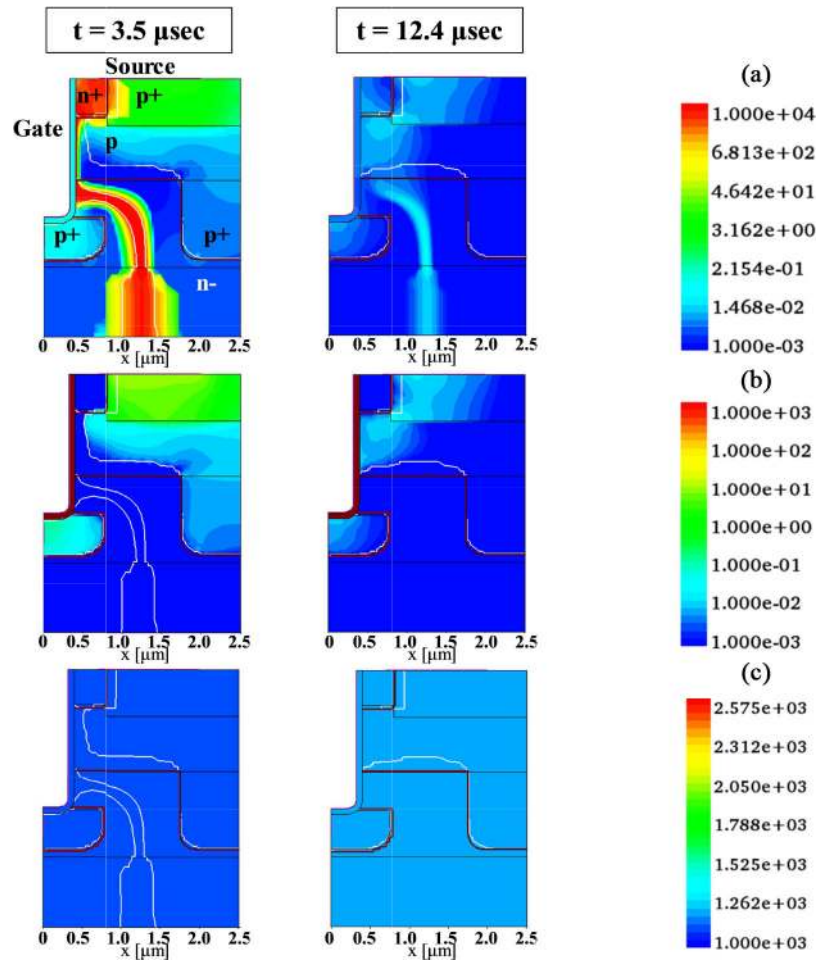 t = 3.5 μsec
t = 12.4 μsec
Source
(a)
n+
p+
Gate
p
p+
p+
n-
1.000e+04
6.813e+02
4.642e+01
3.162e+00
2.154e-01
1.468e-02
1.000e-03
0 0.5 1.0 1.5 2.0 2.5
x [μm]
0 0.5 1.0 1.5 2.0 2.5
x [μm]
(b)
1.000e+03
1.000e+02
1.000e+01
1.000e+00
1.000e-01
1.000e-02
1.000e-03
0 0.5 1.0 1.5 2.0 2.5
x [μm]
0 0.5 1.0 1.5 2.0 2.5
x [μm]
(c)
2.575e+03
2.312e+03
2.050e+03
1.788e+03
1.525e+03
1.262e+03
1.000e+03
0 0.5 1.0 1.5 2.0 2.5
x [μm]
0 0.5 1.0 1.5 2.0 2.5
x [μm]